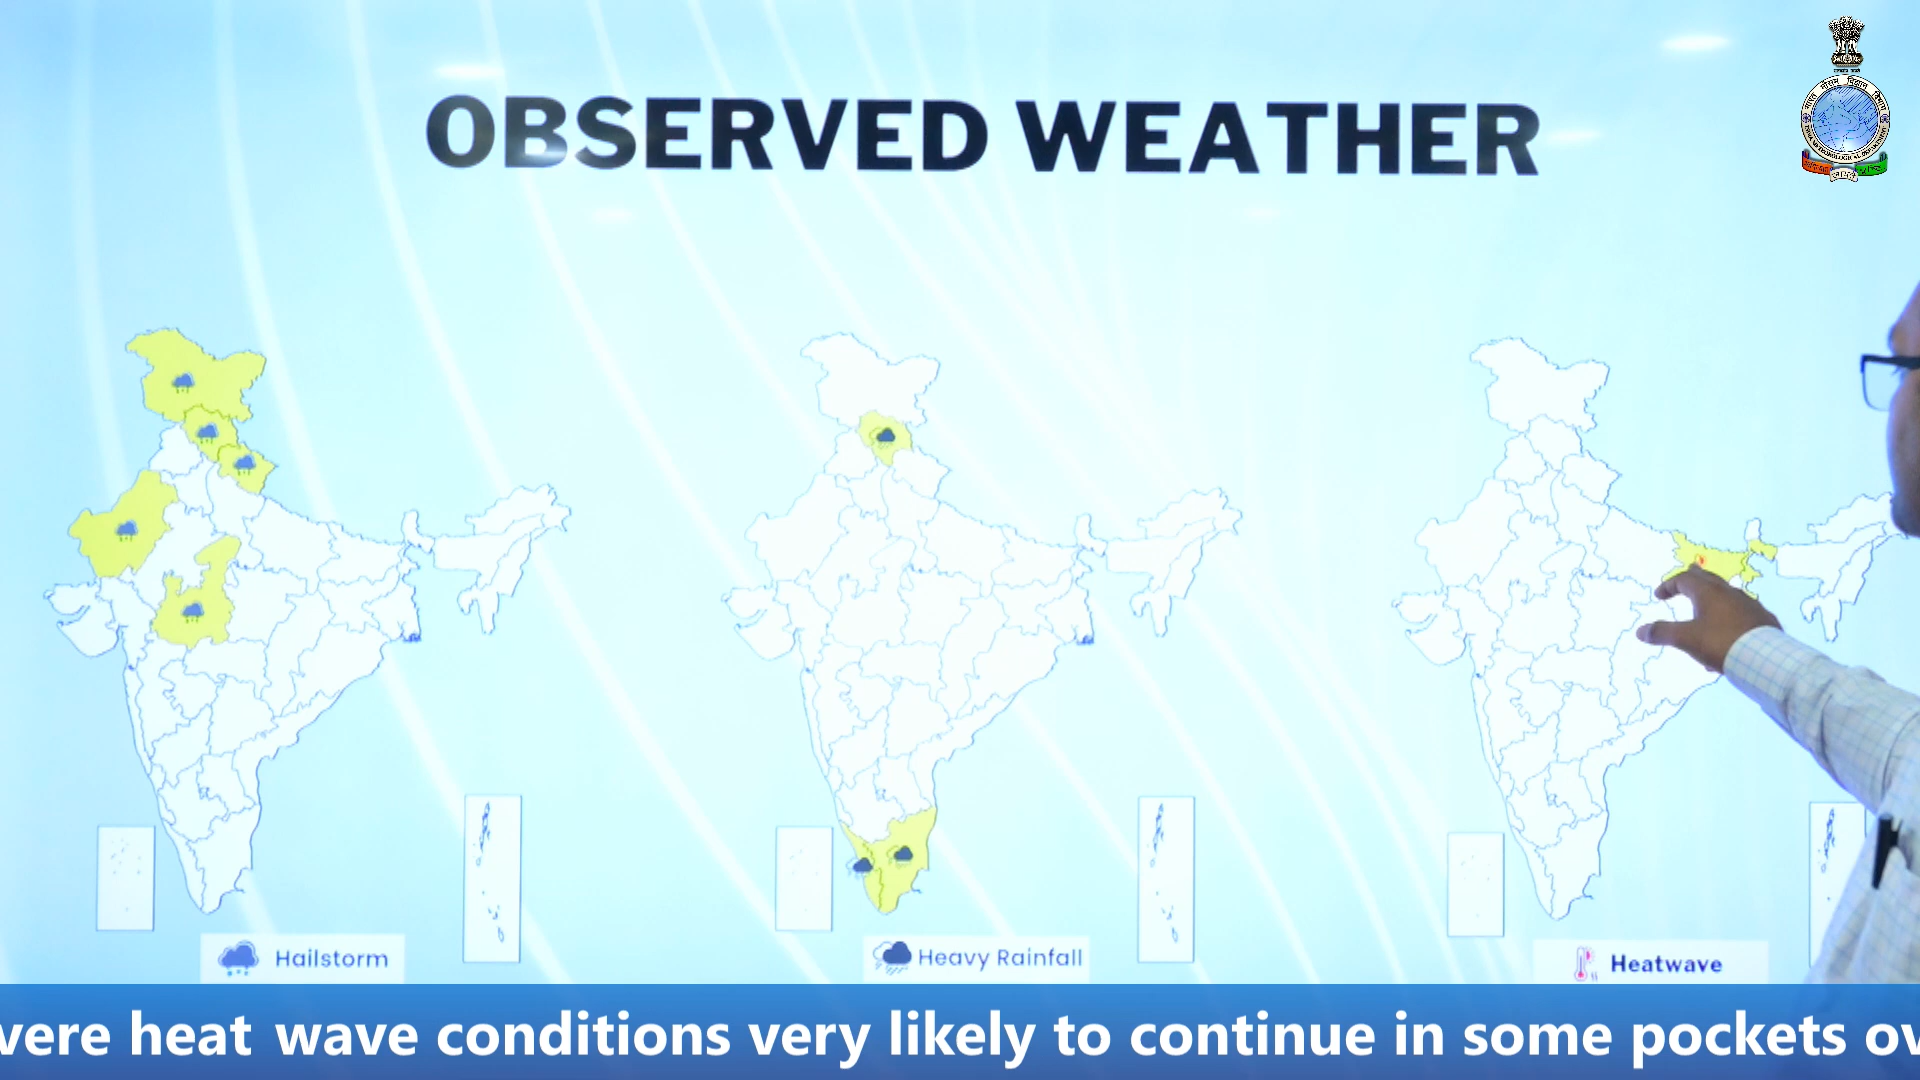 OBSERVED WEATHER
Hailstorm
Heavy Rainfall
Heatwave
vere heat wave conditions very likely to continue in some pockets ov